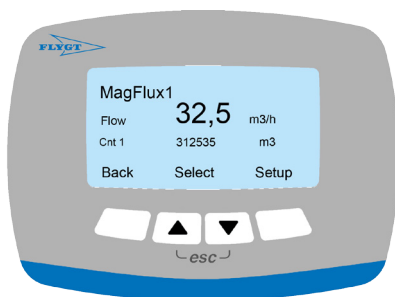 FLYGT
MagFlux1
Flow 32,5 m3/h
Cnt 1 312535 m3
Back Select Setup
esc